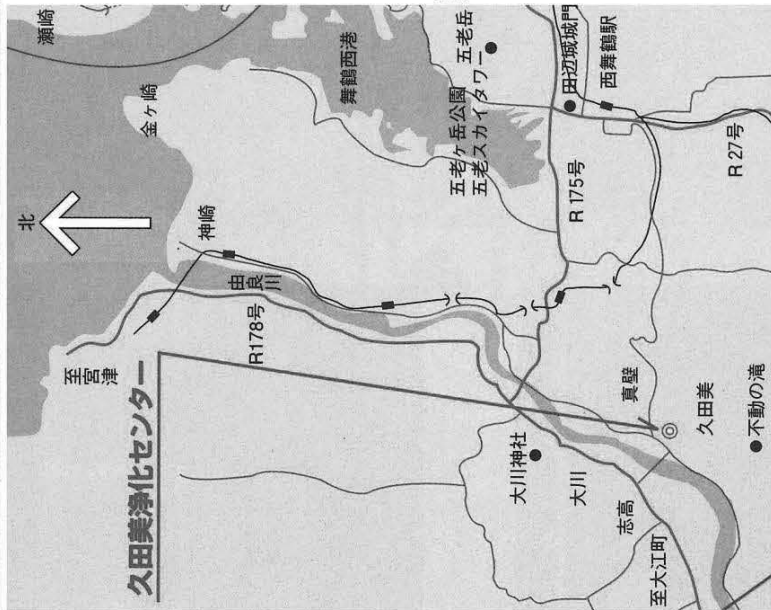 瀬崎
金ヶ崎
北
神崎
舞鶴西港
五老岳
五老ヶ岳公園
五老スカイタワー
田辺城城門
西舞鶴駅
R 175号
R 27号
由良川
R178号
至宮津
久田美浄化センター
真壁
久田美
不動の滝
大川神社
大川
志高
至大江町